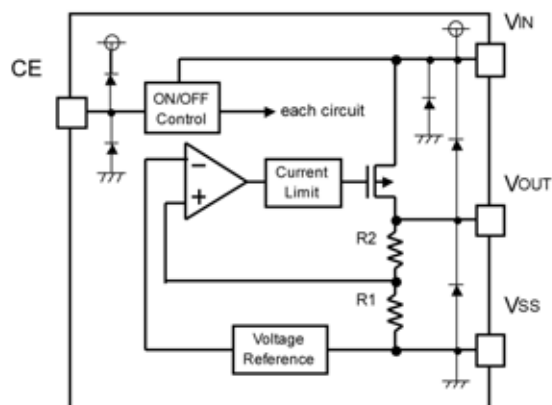 VIN
CE
ON/OFF
Control
each circuit
−
+
Current
Limit
VOUT
R2
R1
VSS
Voltage
Reference